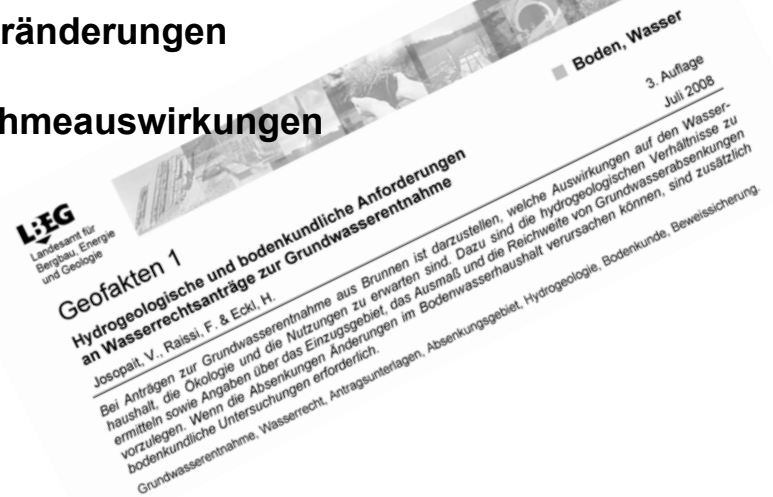 ränderungen
hmeauswirkungen
Boden, Wasser
3. Auflage
Juli 2008
LBEG
Landesamt für
Bergbau, Energie
und Geologie
Geofakten 1
Hydrogeologische und bodenkundliche Anforderungen
an Wasserrechtsanträge zur Grundwasserentnahme
Josopait, V., Raissi, F. & Eckl, H.
Bei Anträgen zur Grundwasserentnahme aus Brunnen ist darzustellen, welche Auswirkungen auf den Wasser-
haushalt, die Ökologie und die Nutzungen zu erwarten sind. Dazu sind die hydrogeologischen Verhältnisse zu
ermitteln sowie Angaben über das Einzugsgebiet, das Ausmaß und die Reichweite von Grundwasserabsenkungen
vorzulegen. Wenn die Absenkungen Änderungen im Bodenwasserhaushalt verursachen können, sind zusätzlich
bodenkundliche Untersuchungen erforderlich.
Grundwasserentnahme, Wasserrecht, Antragsunterlagen, Absenkungsgebiet, Hydrogeologie, Bodenkunde, Beweissicherung.